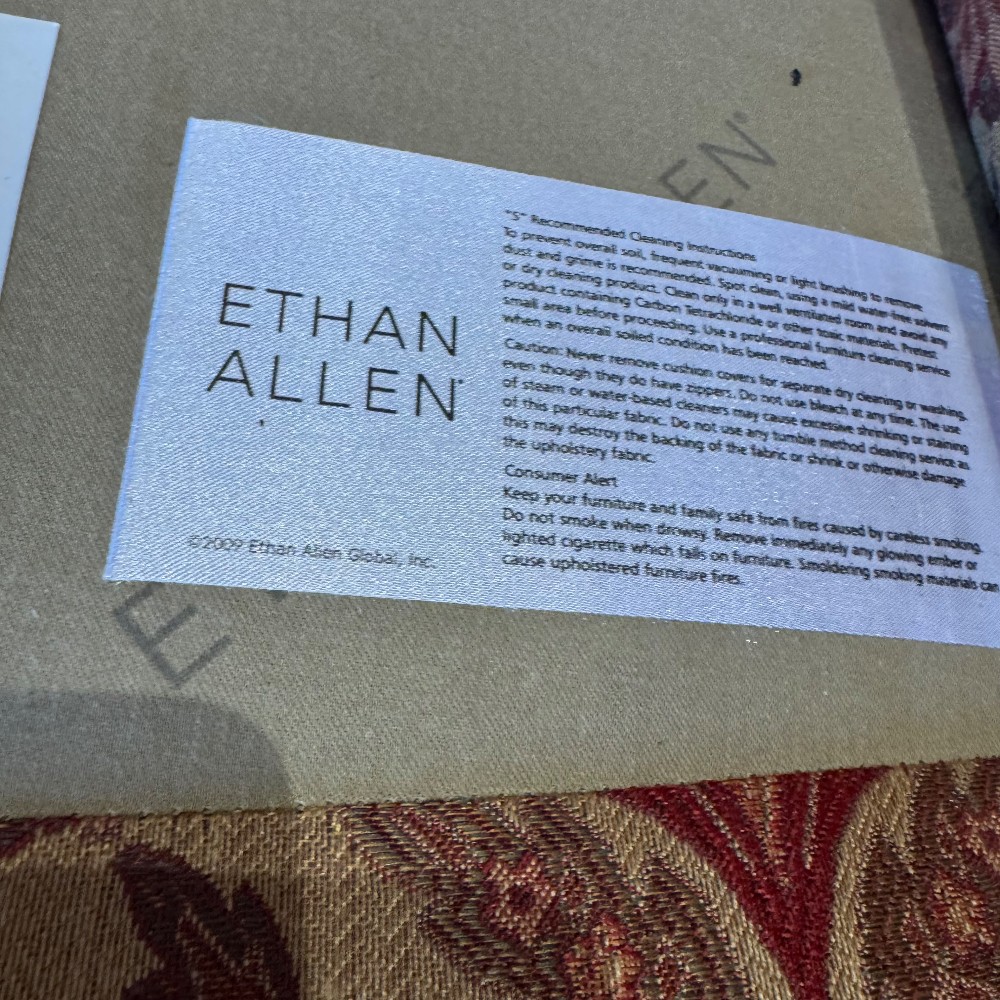 EN®
ETHAN
ALLEN®
©2009 Ethan Allen Global, Inc.
"S" Recommended Cleaning Instructions
To prevent overall soil, frequent vacuuming or light brushing to remove
dust and grime is recommended. Spot clean, using a mild water-free solvent
or dry cleaning product. Clean only in a well ventilated room and avoid any
product containing Carbon Tetrachloride or other toxic materials. Pretest
small area before proceeding. Use a professional furniture cleaning service
when an overall soiled condition has been reached.
Caution: Never remove cushion covers for separate dry cleaning or washing,
even though they do have zippers. Do not use bleach at any time. The use
of steam or water-based cleaners may cause excessive shrinking or staining
of this particular fabric. Do not use any tumble method cleaning service as
this may destroy the backing of the fabric or shrink or otherwise damage
the upholstery fabric.
Consumer Alert
Keep your furniture and family safe from fires caused by careless smoking.
Do not smoke when drowsy. Remove immediately any glowing ember or
lighted cigarette which falls on furniture. Smoldering smoking materials can
cause upholstered furniture fires.
E